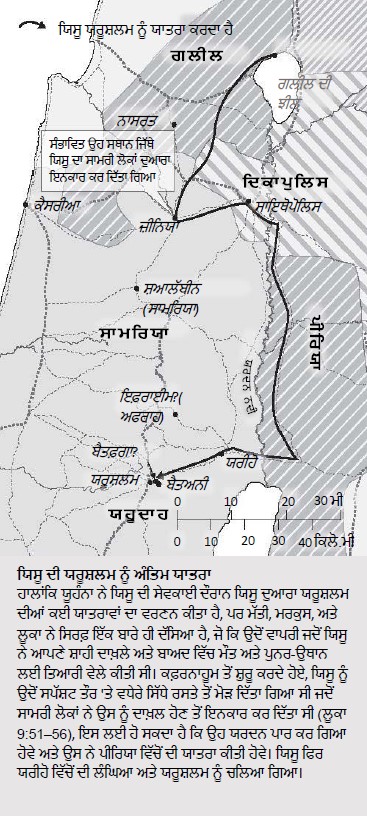 ਯਿਸੂ ਯਰੂਸ਼ਲਮ ਨੂੰ ਯਾਤਰਾ ਕਰਦਾ ਹੈ
ਗਲੀਲ
ਗਲੀਲ ਦੀ
ਝੀਲ
ਨਾਸਰਤ
ਸੰਭਾਵਿਤ ਉਹ ਸਥਾਨ ਜਿੱਥੇ
ਯਿਸੂ ਦਾ ਸਾਮਰੀ ਲੋਕਾਂ ਦੁਆਰਾ
ਇਨਕਾਰ ਕਰ ਦਿੱਤਾ ਗਿਆ
ਦਿਕਾਪੁਲਿਸ
ਸਾਇਥੋਪੋਲਿਸ
ਕੈਸਰੀਆ
ਜ਼ੀਨਿਯਾ
ਸ਼ਆਲੱਬੀਨ
(ਸਾਮਰਿਯਾ)
ਸਾਮਰਿਯਾ
ਪੀਰਿਆ
ਯਰਦਨ ਨਦੀ
ਇਫ਼ਰਾਈਮ?(
ਅਫਰਾਹ)
ਬੈਤਫ਼ਗਾ?
ਯਰੀਹੋ
ਯਰੂਸ਼ਲਮ
ਬੈਤਅਨੀ
ਯਹੂਦਾਹ
0 10 20 30 ਮੀ
0 10 20 30 40 ਕਿਲੋ.ਮੀ
ਯਿਸੂ ਦੀ ਯਰੂਸ਼ਲਮ ਨੂੰ ਅੰਤਿਮ ਯਾਤਰਾ
ਹਾਲਾਂਕਿ ਯੂਹੰਨਾ ਨੇ ਯਿਸੂ ਦੀ ਸੇਵਕਾਈ ਦੌਰਾਨ ਯਿਸੂ ਦੁਆਰਾ ਯਰੂਸ਼ਲਮ
ਦੀਆਂ ਕਈ ਯਾਤਰਾਵਾਂ ਦਾ ਵਰਣਨ ਕੀਤਾ ਹੈ, ਪਰ ਮੱਤੀ, ਮਰਕੁਸ, ਅਤੇ
ਲੂਕਾ ਨੇ ਸਿਰਫ਼ ਇੱਕ ਬਾਰੇ ਹੀ ਦੱਸਿਆ ਹੈ, ਜੋ ਕਿ ਉਦੋਂ ਵਾਪਰੀ ਜਦੋਂ ਯਿਸੂ
ਨੇ ਆਪਣੇ ਸ਼ਾਹੀ ਦਾਖ਼ਲੇ ਅਤੇ ਬਾਅਦ ਵਿੱਚ ਮੌਤ ਅਤੇ ਪੁਨਰ-ਉਥਾਨ
ਲਈ ਤਿਆਰੀ ਵੇਲੇ ਕੀਤੀ ਸੀ। ਕਫ਼ਰਨਾਹੂਮ ਤੋਂ ਸ਼ੁਰੂ ਕਰਦੇ ਹੋਏ, ਯਿਸੂ ਨੂੰ
ਉਦੋਂ ਸਪੱਸ਼ਟ ਤੌਰ 'ਤੇ ਵਧੇਰੇ ਸਿੱਧੇ ਰਸਤੇ ਤੋਂ ਮੋੜ ਦਿੱਤਾ ਗਿਆ ਸੀ ਜਦੋਂ
ਸਾਮਰੀ ਲੋਕਾਂ ਨੇ ਉਸ ਨੂੰ ਦਾਖ਼ਲ ਹੋਣ ਤੋਂ ਇਨਕਾਰ ਕਰ ਦਿੱਤਾ ਸੀ (ਲੂਕਾ
9:51–56), ਇਸ ਲਈ ਹੋ ਸਕਦਾ ਹੈ ਕਿ ਉਹ ਯਰਦਨ ਪਾਰ ਕਰ ਗਿਆ
ਹੋਵੇ ਅਤੇ ਉਸ ਨੇ ਪੀਰਿਯਾ ਵਿੱਚੋਂ ਦੀ ਯਾਤਰਾ ਕੀਤੀ ਹੋਵੇ। ਯਿਸੂ ਫਿਰ
ਯਰੀਹੋ ਵਿੱਚੋਂ ਦੀ ਲੰਘਿਆ ਅਤੇ ਯਰੂਸ਼ਲਮ ਨੂੰ ਚਲਿਆ ਗਿਆ।